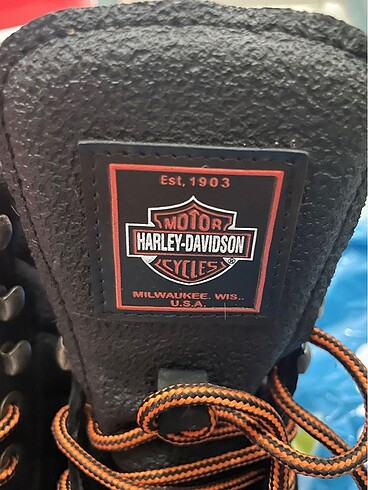 Est, 1903
MOTOR
HARLEY-DAVIDSON
CYCLES ®
MILWAUKEE. WIS..
U.S.A.